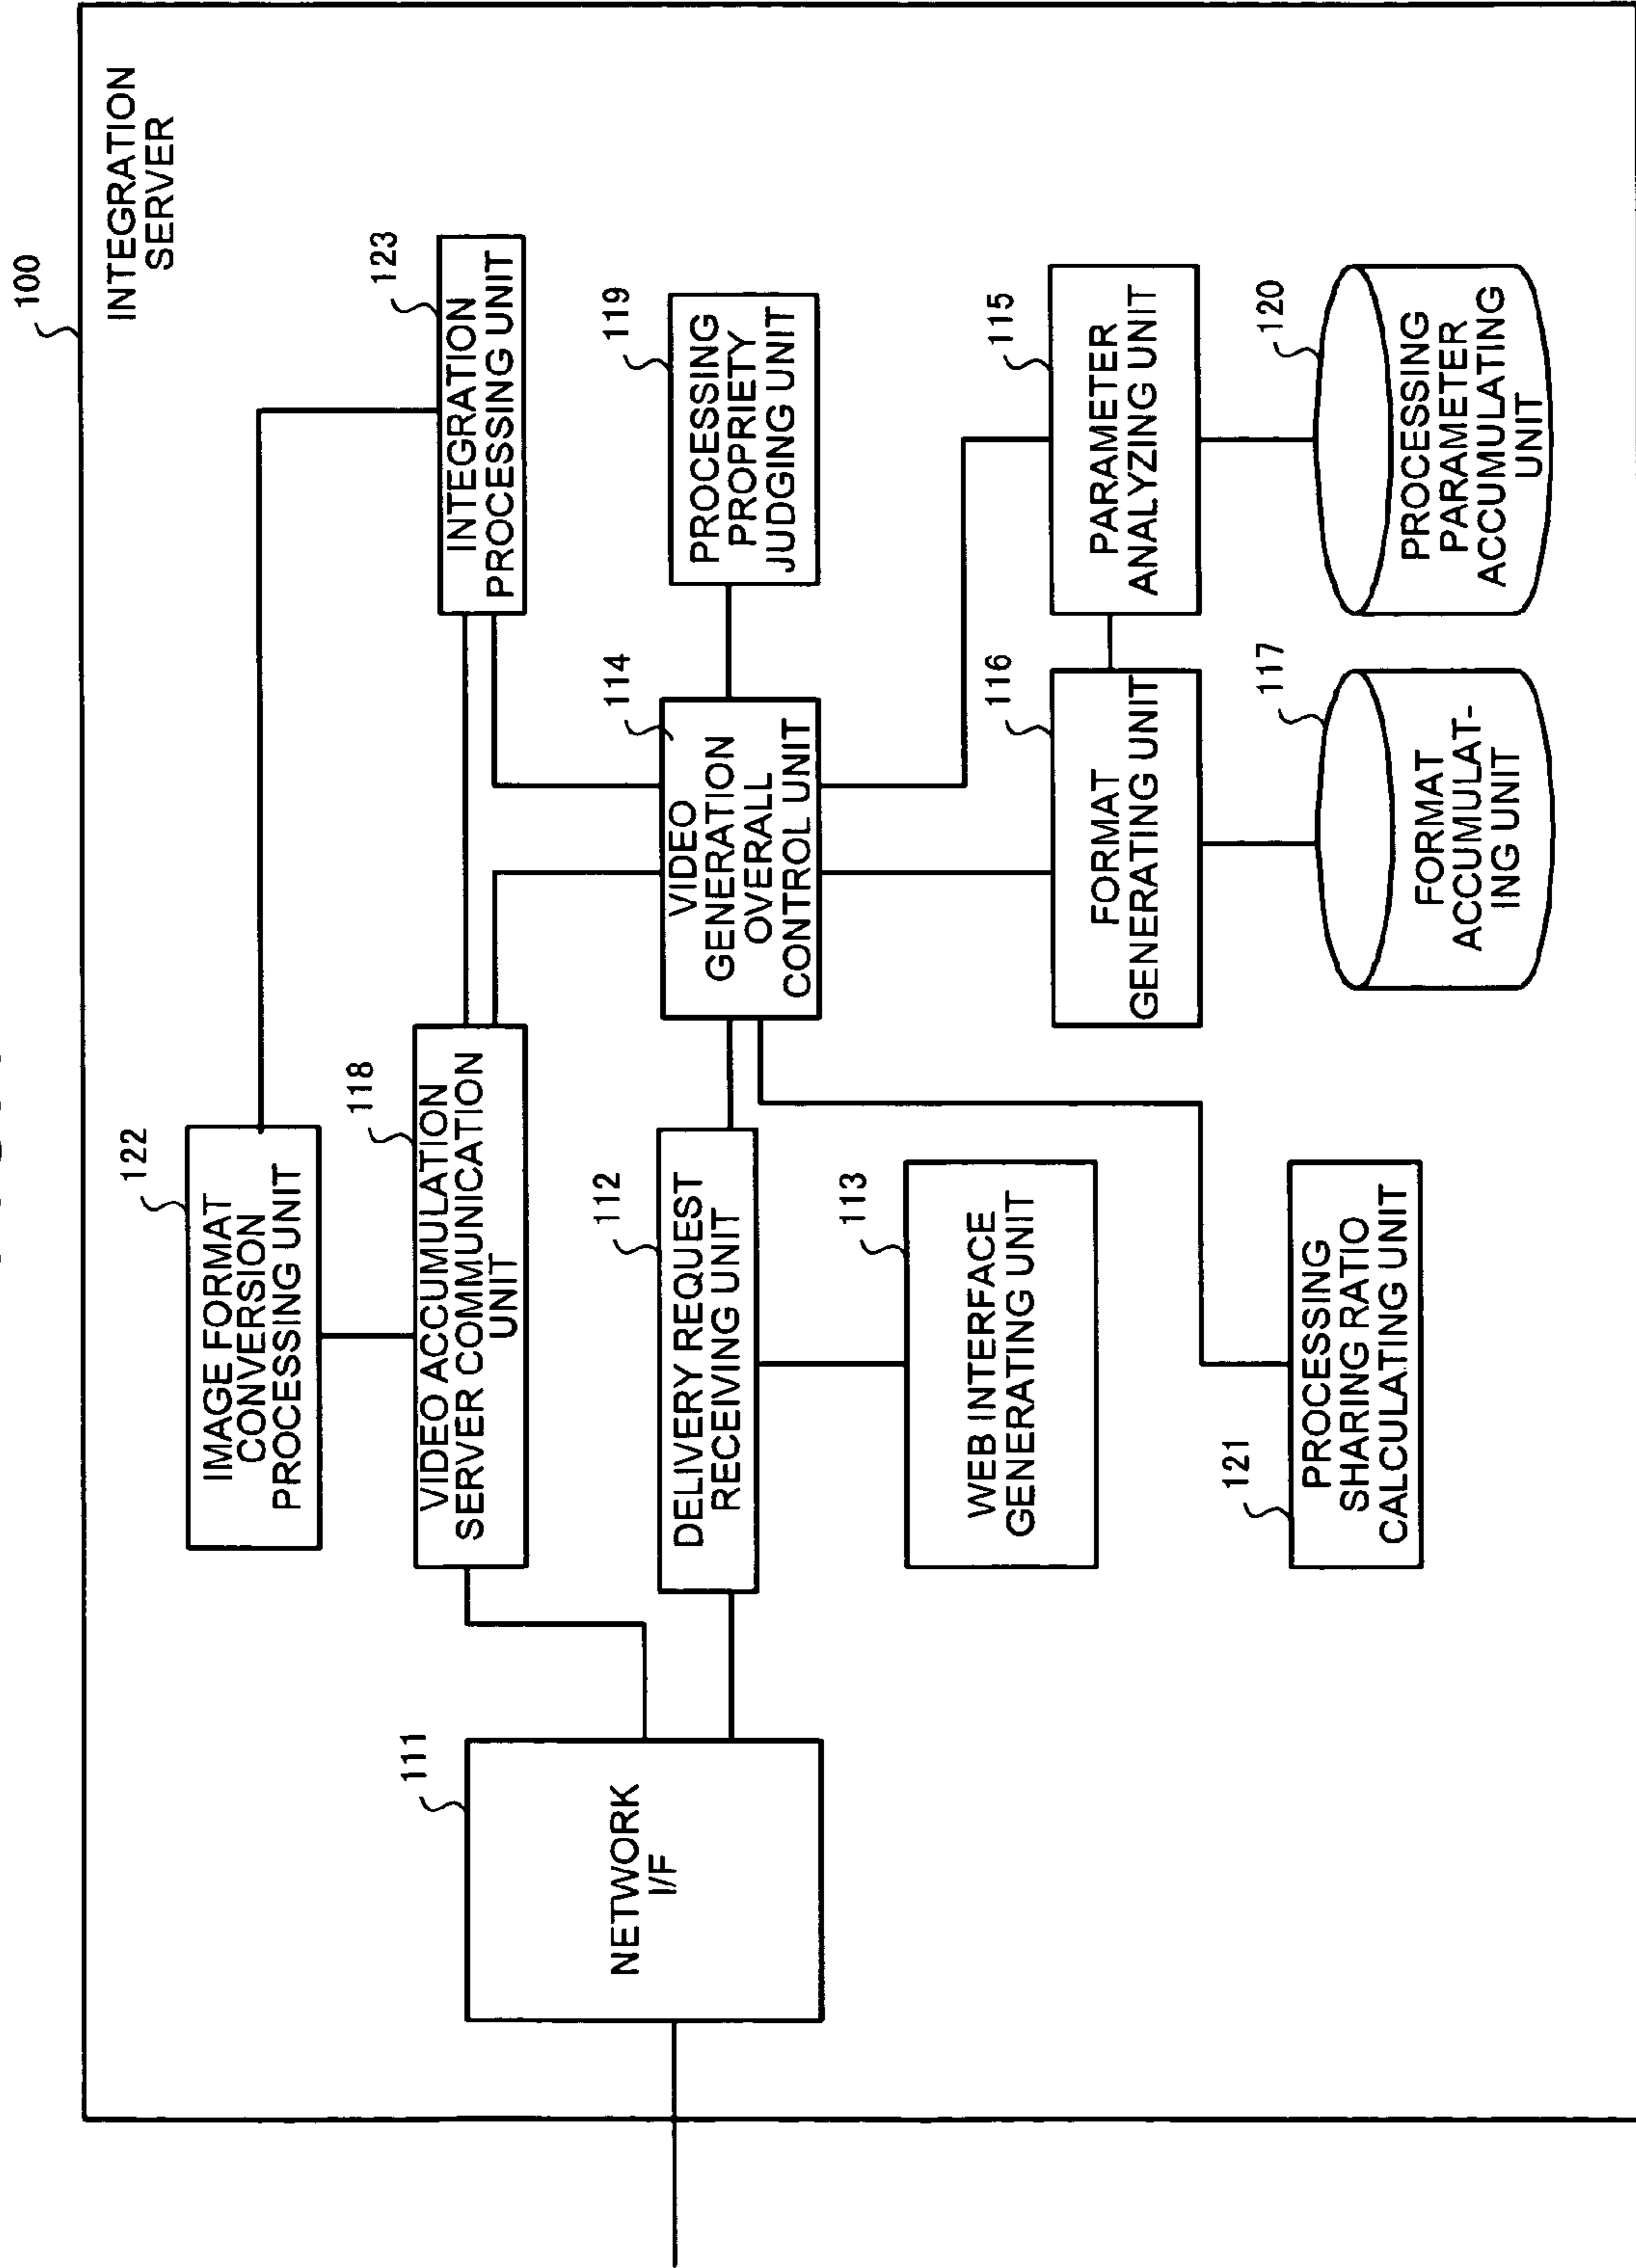 100
INTEGRATION
SERVER
122
IMAGE FORMAT
CONVERSION
PROCESSING UNIT
123
INTEGRATION
PROCESSING UNIT
118
VIDEO ACCUMULATION
SERVER COMMUNICATION
UNIT
111
NETWORK
I/F
112
DELIVERY REQUEST
RECEIVING UNIT
114
VIDEO
GENERATION
OVERALL
CONTROL UNIT
119
PROCESSING
PROPRIETY
JUDGING UNIT
113
WEB INTERFACE
GENERATING UNIT
116
FORMAT
GENERATING UNIT
115
PARAMETER
ANALYZING UNIT
121
PROCESSING
SHARING RATIO
CALCULATING UNIT
117
FORMAT
ACCUMULAT-
ING UNIT
120
PROCESSING
PARAMETER
ACCUMULATING
UNIT